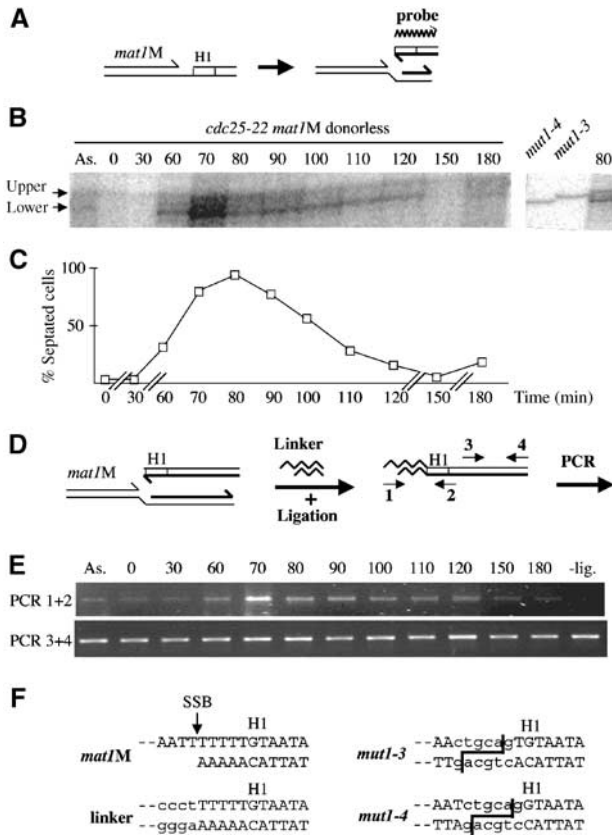 A
mat1M H1 probe
B
cdc25-22 mat1M donorless
As. 0 30 60 70 80 90 100 110 120 150 180 mut1-4 mut1-3 80
Upper
Lower
C
% Septated cells
100
50
0 30 60 70 80 90 100 110 120 150 180 Time (min)
D
mat1M H1 Linker + Ligation H1 3 4 1 2 PCR
E
As. 0 30 60 70 80 90 100 110 120 150 180 -lig.
PCR 1+2
PCR 3+4
F
SSB
H1
mat1M --AATTTTTTTGTAATA
AAAAACATTAT
H1
linker --ccctTTTTTGTAATA
--gggaAAAAACATTAT
H1
mut1-3 --AActgcagTGTAATA
--TTgacgtcACATTAT
H1
mut1-4 --AATctgcagGTAATA
--TTAgacgtcCATTAT